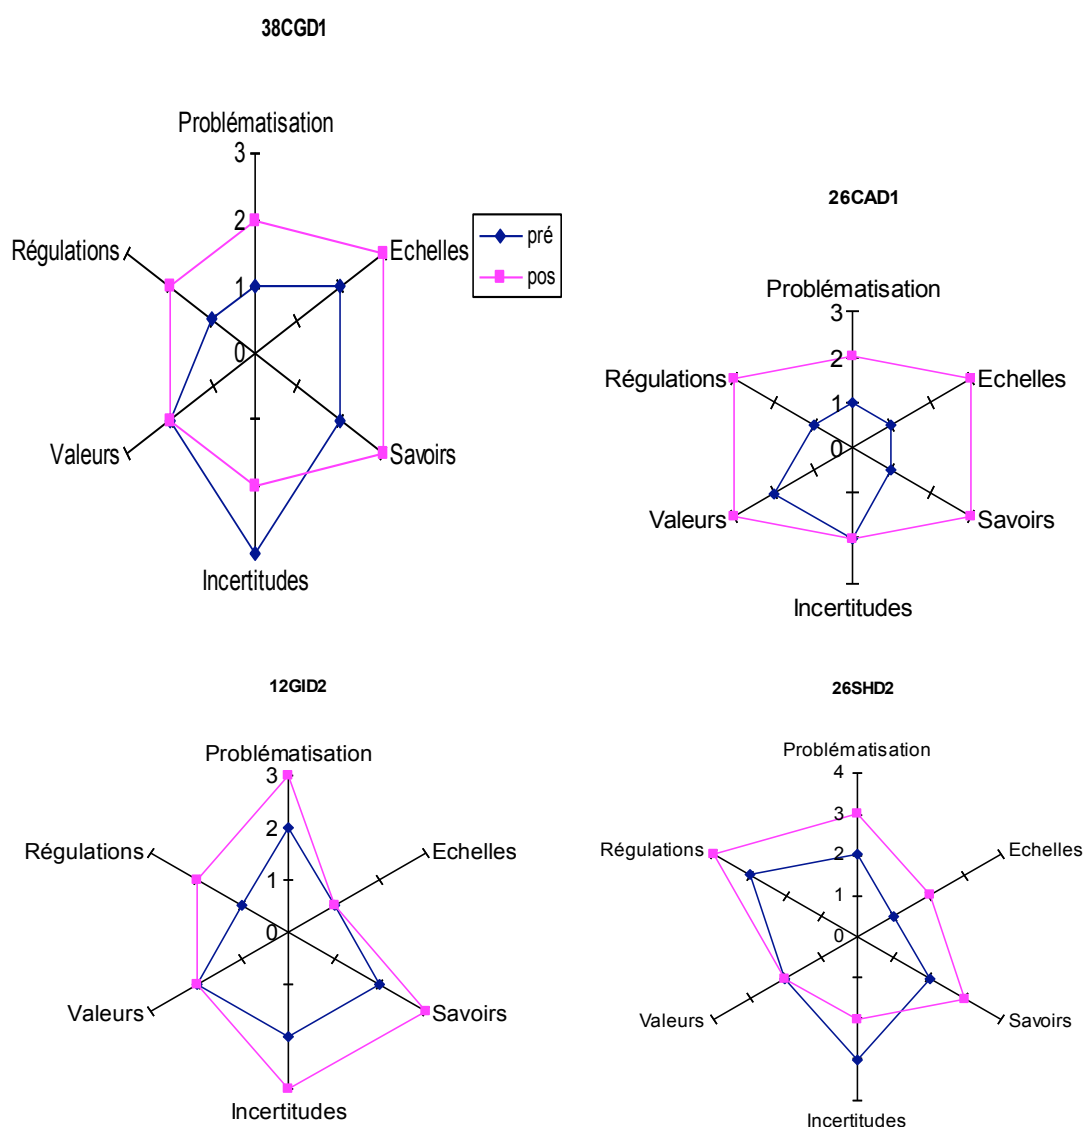 38CGD1
Problématisation
3
2
1
0
Régulations
Echelles
Valeurs
Savoirs
Incertitudes
pré
pos
26CAD1
Problématisation
3
2
1
0
Régulations
Echelles
Valeurs
Savoirs
Incertitudes
12GID2
Problématisation
3
2
1
0
Régulations
Echelles
Valeurs
Savoirs
Incertitudes
26SHD2
Problématisation
4
3
2
1
0
Régulations
Echelles
Valeurs
Savoirs
Incertitudes